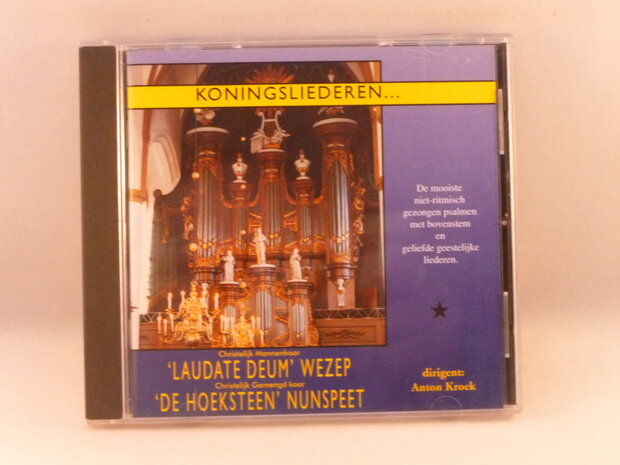 KONINGSLIEDEREN...
De mooiste
niet-ritmisch
gezongen psalmen
met bovenstem
en
geliefde geestelijke
liederen.
Christelijk Mannenkoor
'LAUDATE DEUM' WEZEP
Christelijk Gemengd koor
'DE HOEKSTEEN' NUNSPEET
dirigent:
Anton Kroek